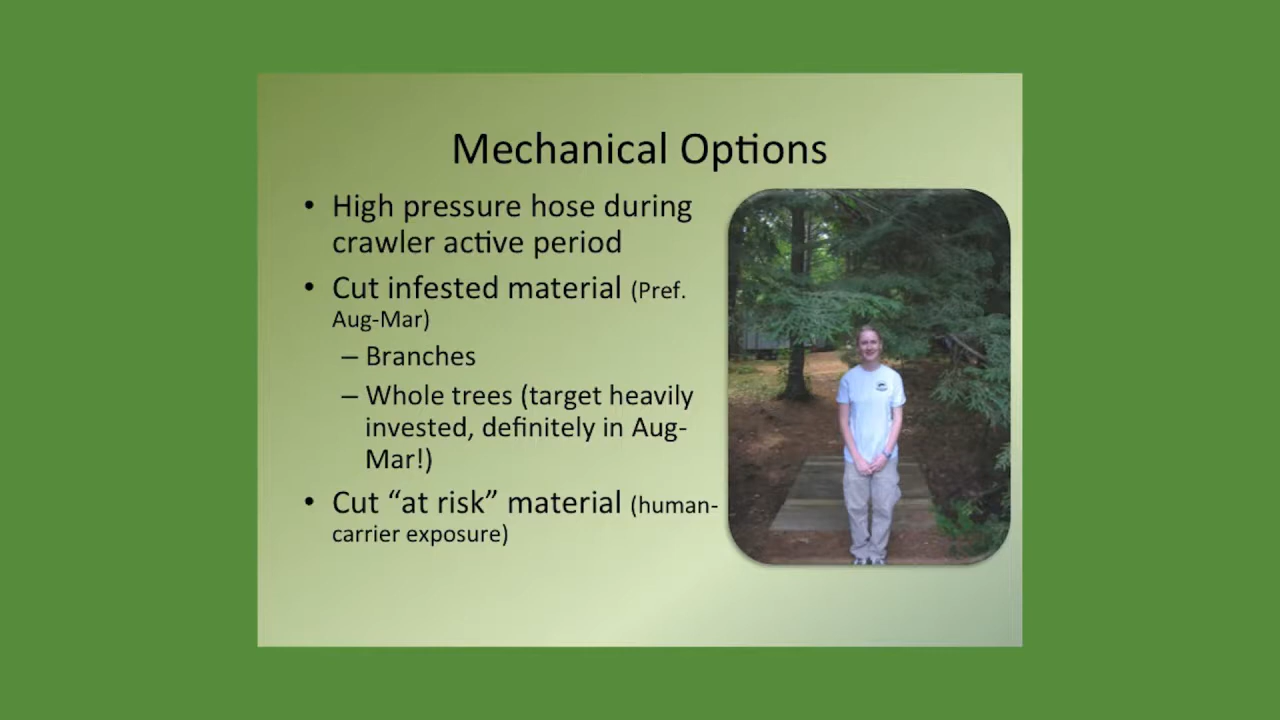 Mechanical Options
• High pressure hose during
crawler active period
• Cut infested material (Pref.
Aug-Mar)
– Branches
– Whole trees (target heavily
invested, definitely in Aug-
Mar!)
• Cut “at risk” material (human-
carrier exposure)